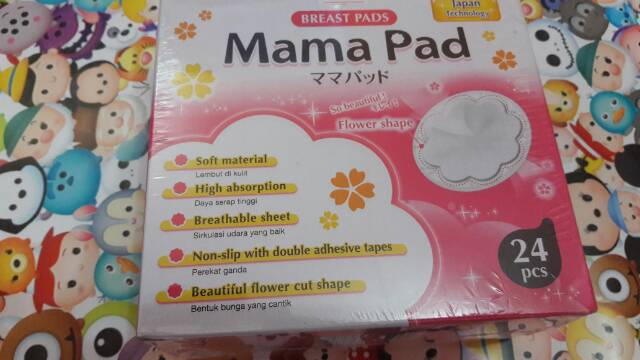 BREAST PADS
Japan
Technology
Mama Pad
ママパッド
So beautiful!
Flower shape
Soft material
Lembut di kulit
High absorption
Daya serap tinggi
Breathable sheet
Sirkulasi udara yang baik
Non-slip with double adhesive tapes
Perekat ganda
Beautiful flower cut shape
Bentuk bunga yang cantik
24
pcs